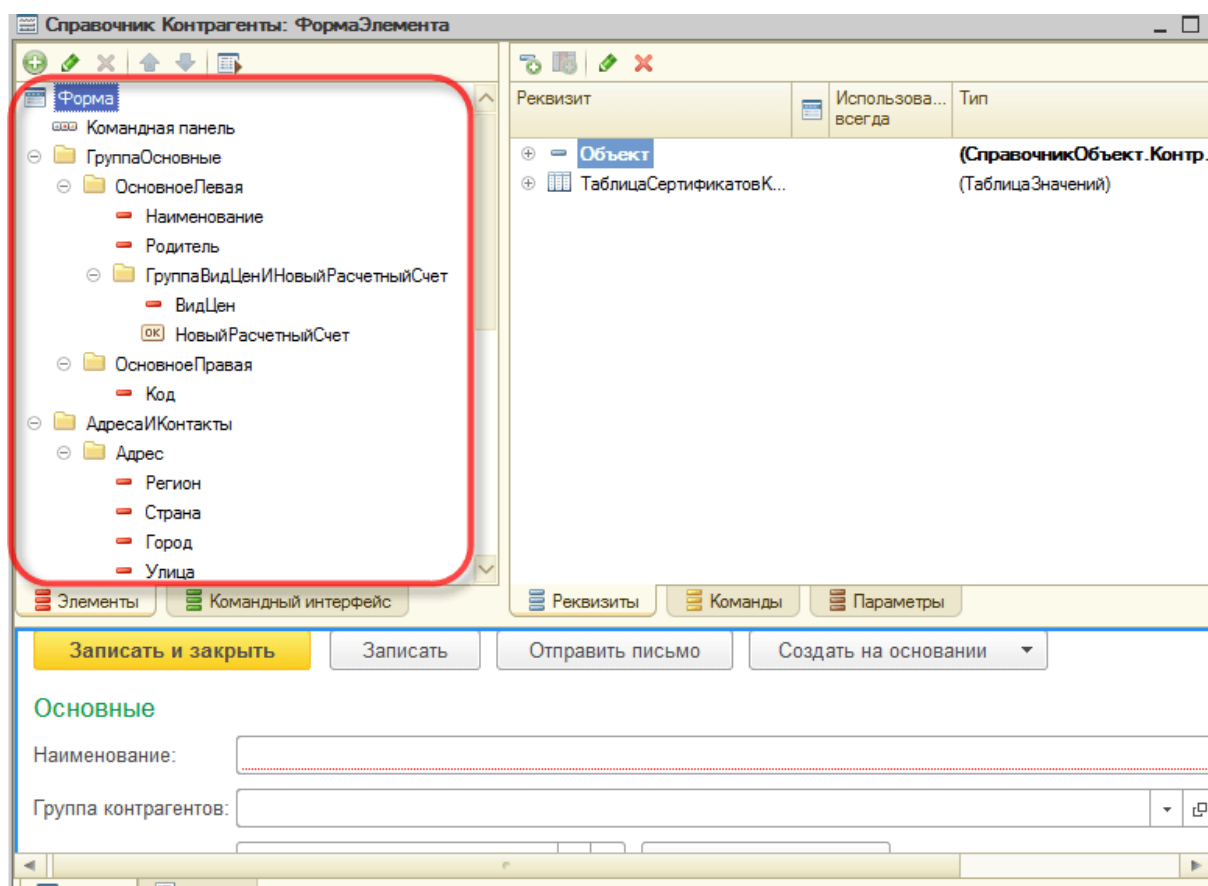 Справочник Контрагенты: ФормаЭлемента
Форма
Командная панель
ГруппаОсновные
ОсновноеЛевая
Наименование
Родитель
ГруппаВидЦенИНовыйРасчетныйСчет
ВидЦен
OK НовыйРасчетныйСчет
ОсновноеПравая
Код
АдресаИКонтакты
Адрес
Регион
Страна
Город
Улица
Элементы Командный интерфейс
Реквизит Использова... Тип
всегда
Объект (СправочникОбъект.Контр.
ТаблицаСертификатовК... (ТаблицаЗначений)
Реквизиты Команды Параметры
Записать и закрыть Записать Отправить письмо Создать на основании
Основные
Наименование:
Группа контрагентов: